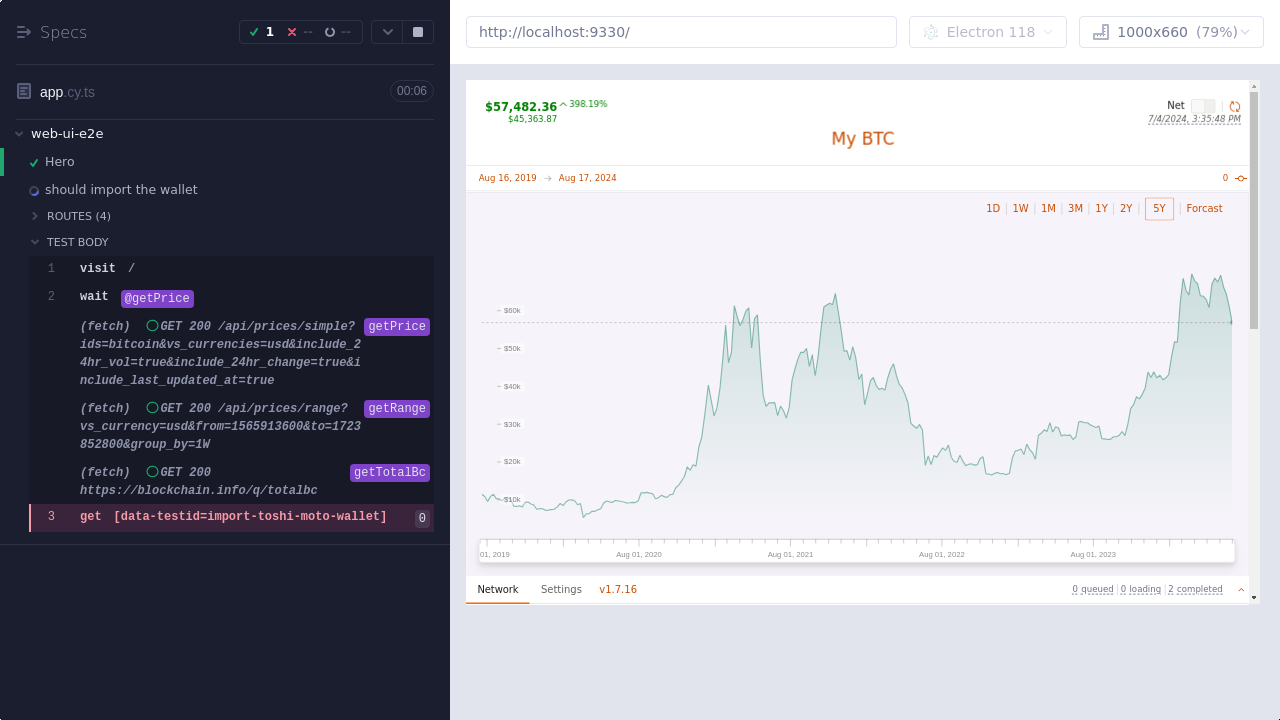 Specs
1
--
--
app.cy.ts
00:06
web-ui-e2e
Hero
should import the wallet
ROUTES (4)
TEST BODY
1 visit /
2 wait @getPrice
(fetch) GET 200 /api/prices/simple? getPrice
ids=bitcoin&vs_currencies=usd&include_2
4hr_vol=true&include_24hr_change=true&i
nclude_last_updated_at=true
(fetch) GET 200 /api/prices/range? getRange
vs_currency=usd&from=1565913600&to=1723
852800&group_by=1W
(fetch) GET 200 getTotalBc
https://blockchain.info/q/totalbc
3 get [data-testid=import-toshi-moto-wallet] 0
http://localhost:9330/
Electron 118
1000x660 (79%)
$57,482.36 398.19%
$45,363.87
Net
7/4/2024, 3:35:48 PM
My BTC
Aug 16, 2019 → Aug 17, 2024
0
1D 1W 1M 3M 1Y 2Y 5Y Forcast
$60k
$50k
$40k
$30k
$20k
$10k
01, 2019 Aug 01, 2020 Aug 01, 2021 Aug 01, 2022 Aug 01, 2023
Network Settings v1.7.16
0 queued 0 loading 2 completed